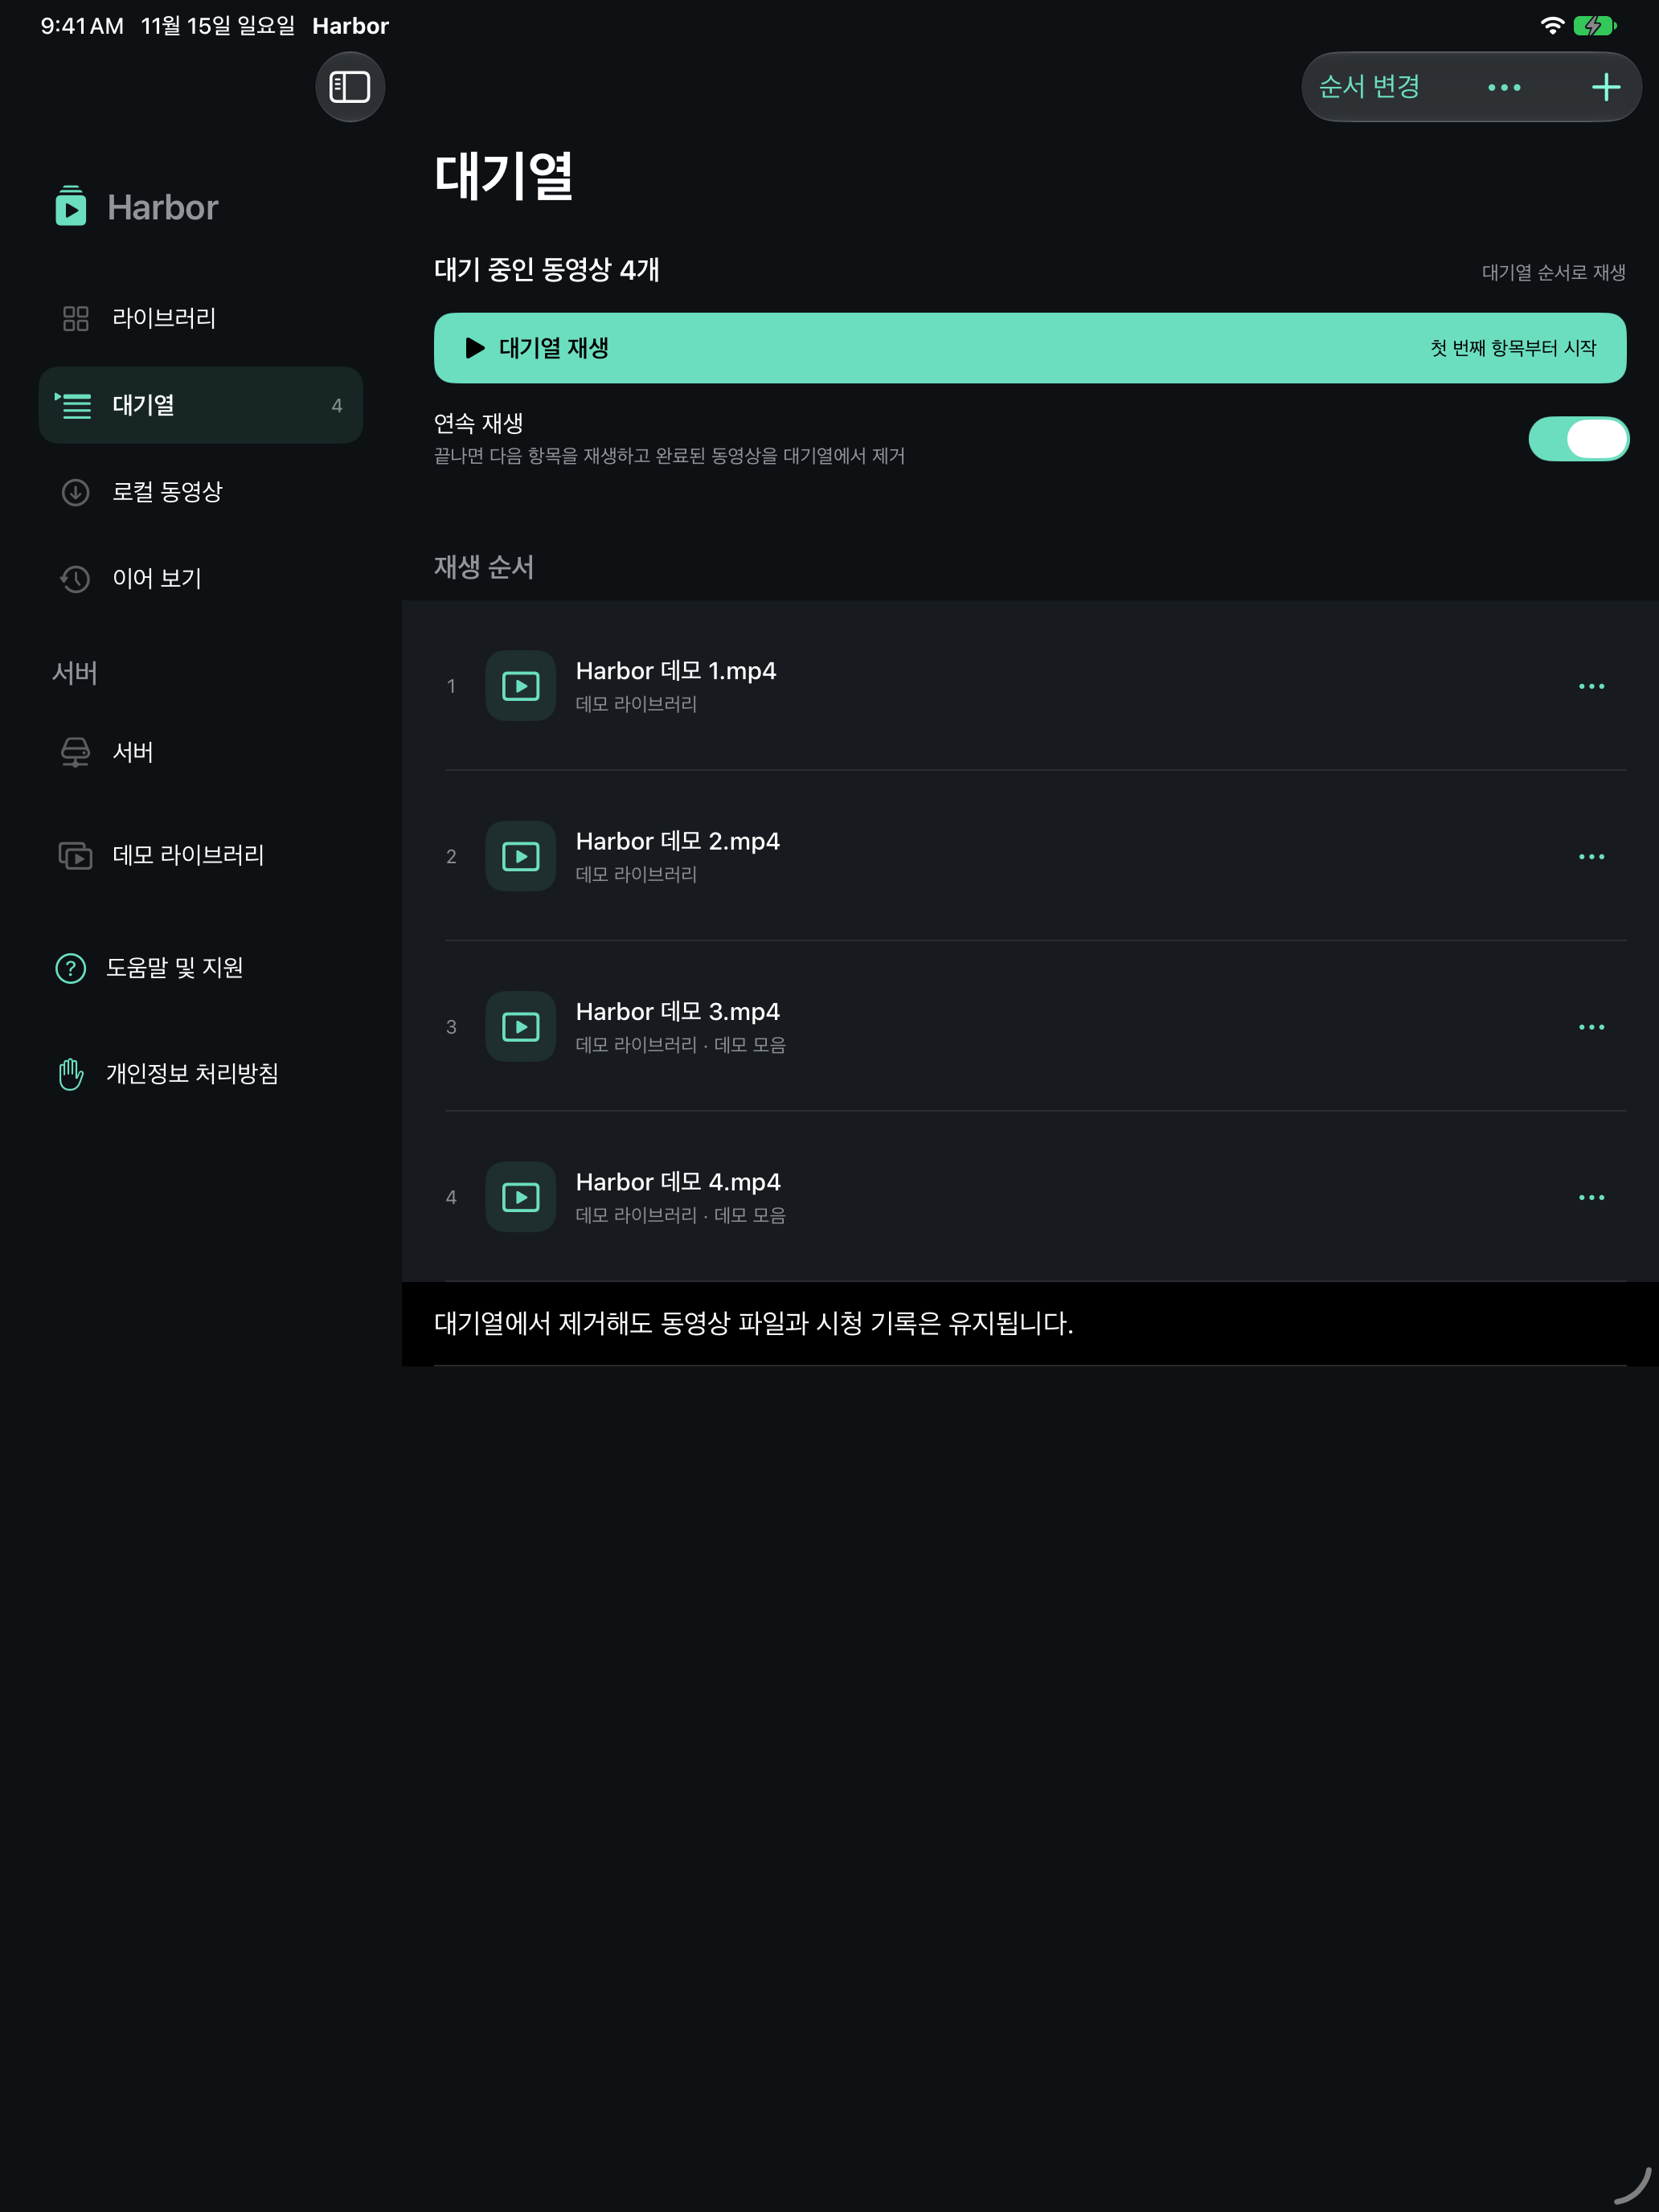 9:41 AM 11월 15일 일요일 Harbor
순서 변경
Harbor
라이브러리
대기열 4
로컬 동영상
이어 보기
서버
서버
데모 라이브러리
도움말 및 지원
개인정보 처리방침
대기열
대기 중인 동영상 4개
대기열 순서로 재생
대기열 재생
첫 번째 항목부터 시작
연속 재생
끝나면 다음 항목을 재생하고 완료된 동영상을 대기열에서 제거
재생 순서
1
Harbor 데모 1.mp4
데모 라이브러리
2
Harbor 데모 2.mp4
데모 라이브러리
3
Harbor 데모 3.mp4
데모 라이브러리 · 데모 모음
4
Harbor 데모 4.mp4
데모 라이브러리 · 데모 모음
대기열에서 제거해도 동영상 파일과 시청 기록은 유지됩니다.